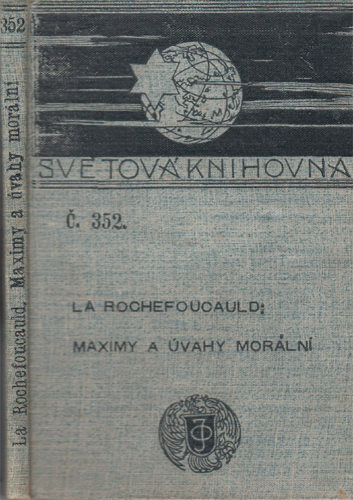 352
La Rochefoucauld, Maximy a úvahy morální
SVĚTOVÁ KNIHOVNA
Č. 352.
LA ROCHEFOUCAULD:
MAXIMY A ÚVAHY MORÁLNÍ